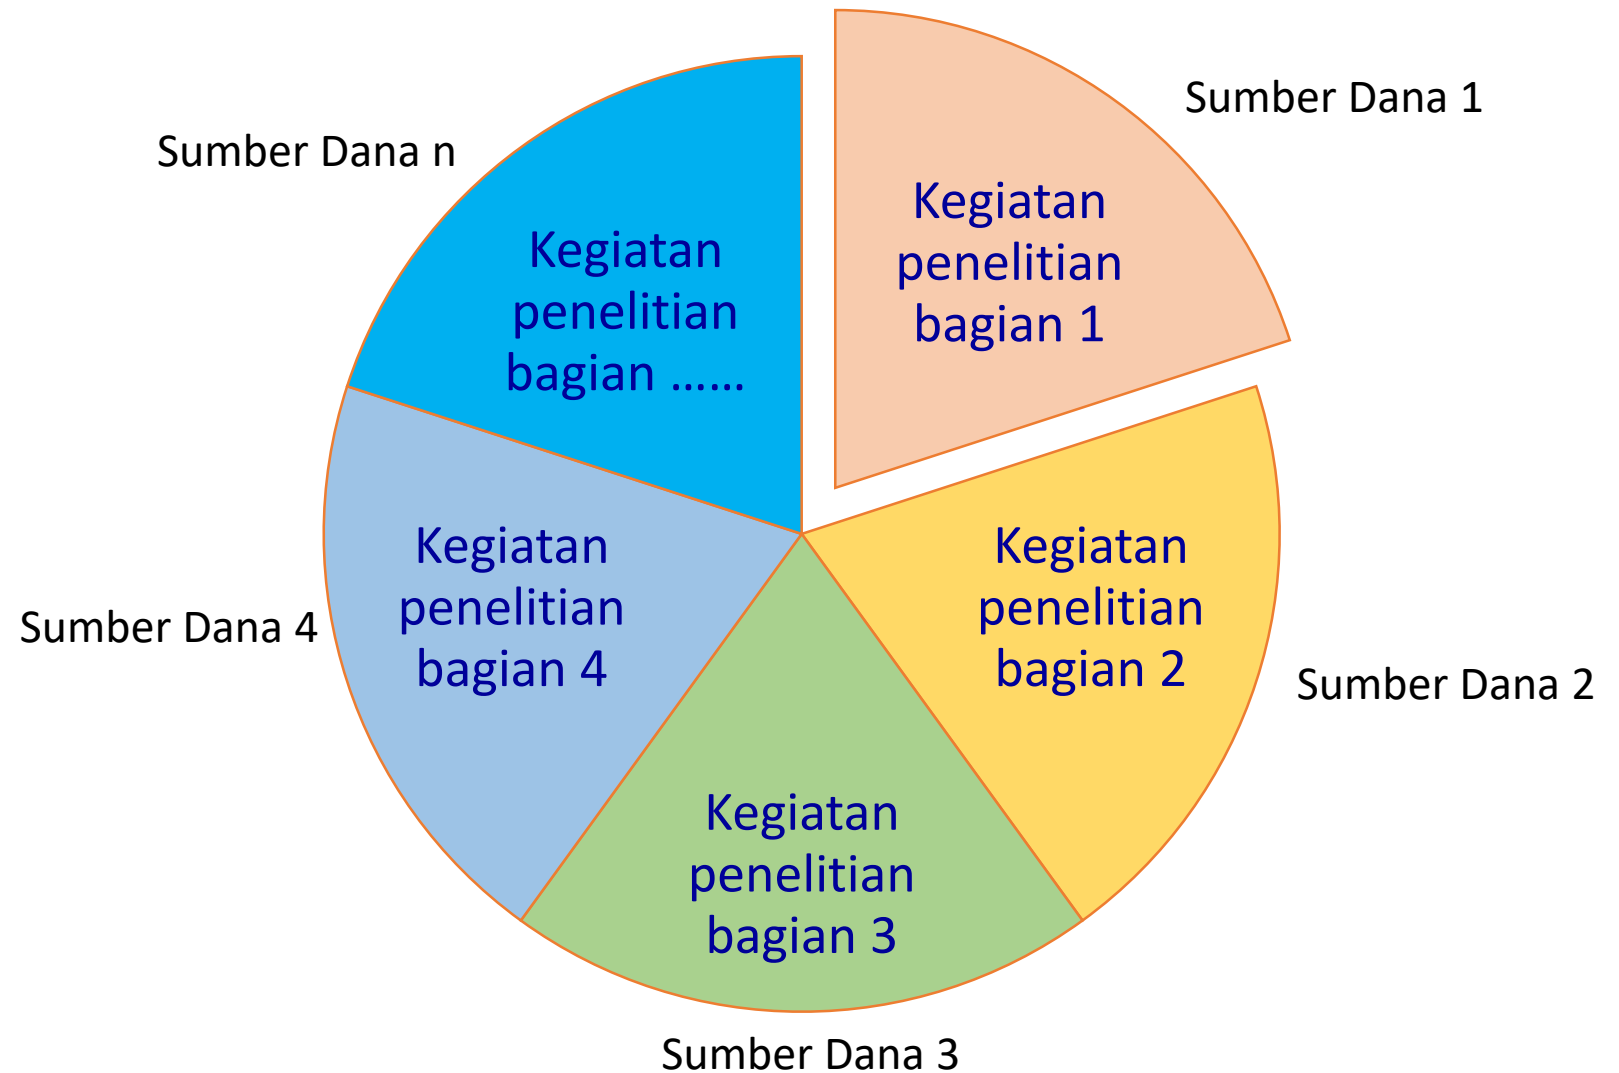 Sumber Dana 1
Kegiatan
penelitian
bagian 1
Sumber Dana 2
Kegiatan
penelitian
bagian 2
Sumber Dana 3
Kegiatan
penelitian
bagian 3
Sumber Dana 4
Kegiatan
penelitian
bagian 4
Sumber Dana n
Kegiatan
penelitian
bagian ......